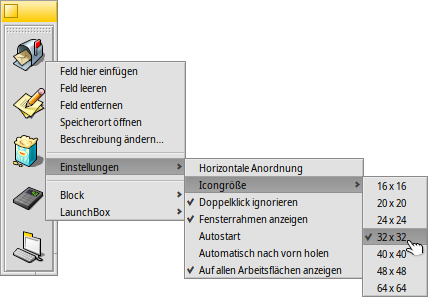 Feld hier einfügen
Feld leeren
Feld entfernen
Speicherort öffnen
Beschreibung ändern...
Einstellungen
Block
LaunchBox
Horizontale Anordnung
Icongröße
Doppelklick ignorieren
Fensterrahmen anzeigen
Autostart
Automatisch nach vorn holen
Auf allen Arbeitsflächen anzeigen
16 x 16
20 x 20
24 x 24
32 x 32
40 x 40
48 x 48
64 x 64